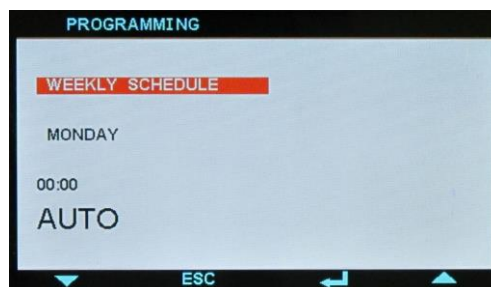 PROGRAMMING
WEEKLY SCHEDULE
MONDAY
00:00
AUTO
ESC